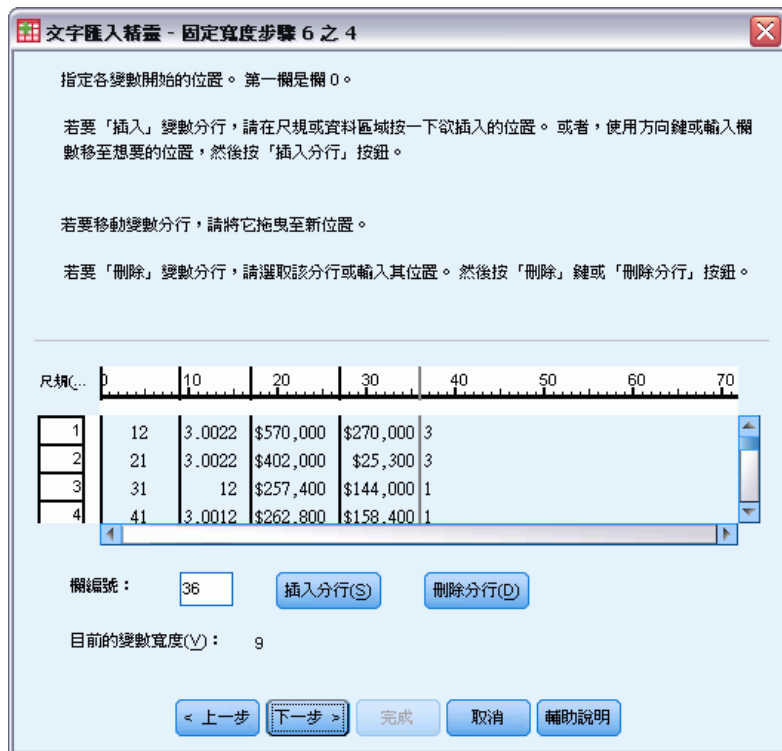 文字匯入精靈 - 固定寬度步驟 6 之 4
指定各變數開始的位置。 第一欄是欄 0。
若要「插入」變數分行，請在尺規或資料區域按一下欲插入的位置。 或者，使用方向鍵或輸入欄
數移至想要的位置，然後按「插入分行」按鈕。
若要移動變數分行，請將它拖曳至新位置。
若要「刪除」變數分行，請選取該分行或輸入其位置。 然後按「刪除」鍵或「刪除分行」按鈕。
尺規(... 0 10 20 30 40 50 60 70
1 12 3.0022 $570,000 $270,000 3
2 21 3.0022 $402,000 $25,300 3
3 31 12 $257,400 $144,000 1
4 41 3.0012 $262,800 $158,400 1
欄編號： 36 插入分行(S) 刪除分行(D)
目前的變數寬度(V)： 9
< 上一步 下一步 > 完成 取消 輔助說明